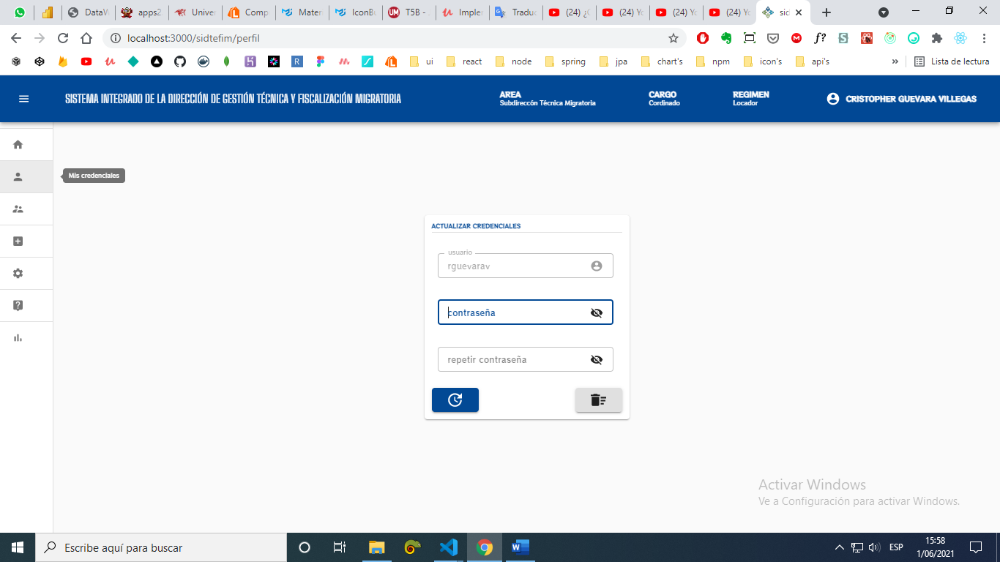 DataW
apps2
Univer
Comp
Mater
IconBu
T5B - .
Impler
Traduc
(24) ¿C
(24) Yo
(24) Yo
(24) Yo
sid
localhost:3000/sidtefim/perfil
f?
ui
react
node
spring
jpa
chart's
npm
icon's
api's
»
Lista de lectura
SISTEMA INTEGRADO DE LA DIRECCIÓN DE GESTIÓN TÉCNICA Y FISCALIZACIÓN MIGRATORIA
AREA
Subdireccón Técnica Migratoria
CARGO
Cordinado
REGIMEN
Locador
CRISTOPHER GUEVARA VILLEGAS
Mis credenciales
ACTUALIZAR CREDENCIALES
usuario
rguevarav
contraseña
repetir contraseña
Activar Windows
Ve a Configuración para activar Windows.
Escribe aquí para buscar
ESP
15:58
1/06/2021